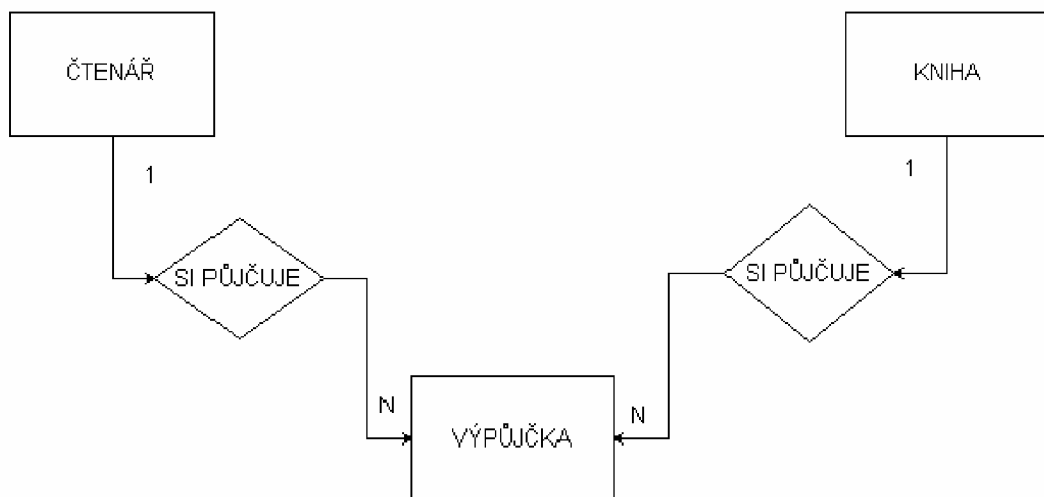 ČTENÁŘ
KNIHA
1
1
SI PŮJČUJE
SI PŮJČUJE
N
N
VÝPŮJČKA